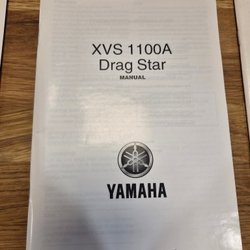 XVS 1100A
Drag Star
MANUAL
YAMAHA